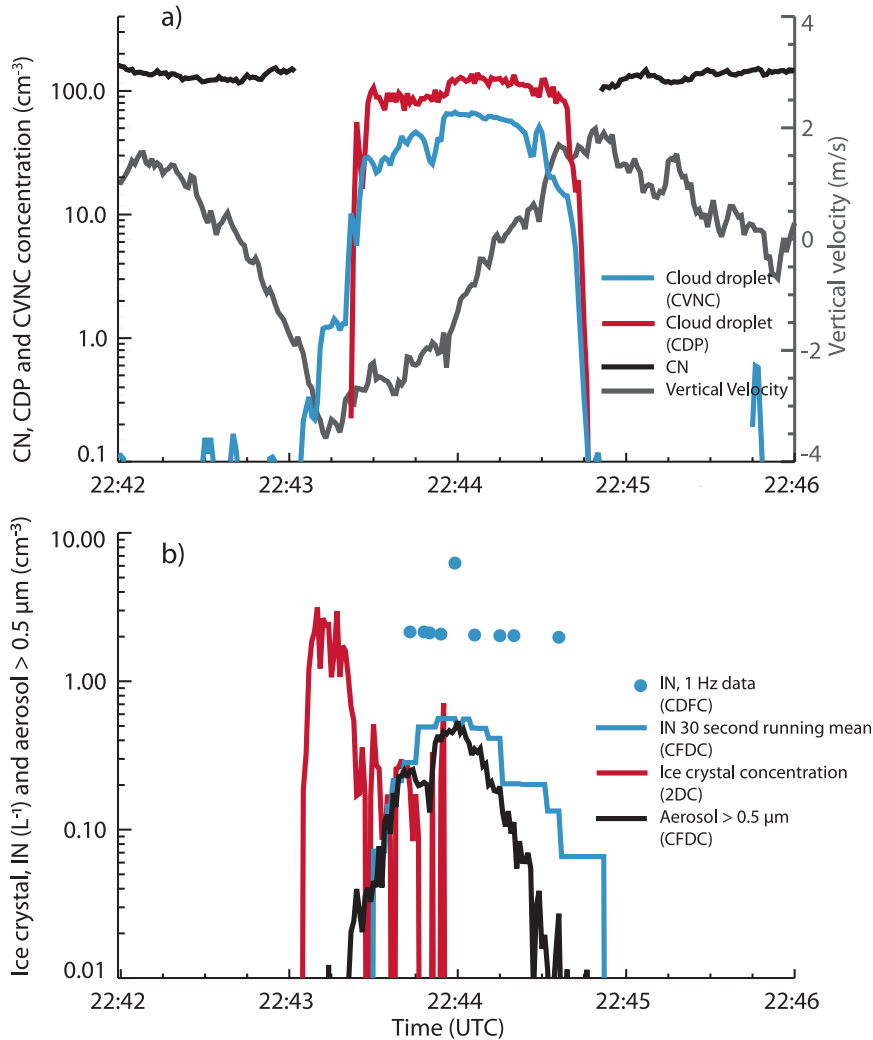 a)
CN, CDP and CVNC concentration (cm⁻³)
100.0
10.0
1.0
0.1
4
2
0
-2
-4
Vertical velocity (m/s)
Cloud droplet
(CVNC)
Cloud droplet
(CDP)
CN
Vertical Velocity
22:42
22:43
22:44
22:45
22:46
b)
Ice crystal, IN (L⁻¹) and aerosol > 0.5 µm (cm⁻³)
10.00
1.00
0.10
0.01
IN, 1 Hz data
(CDFC)
IN 30 second running mean
(CFDC)
Ice crystal concentration
(2DC)
Aerosol > 0.5 µm
(CFDC)
22:42
22:43
22:44
22:45
22:46
Time (UTC)